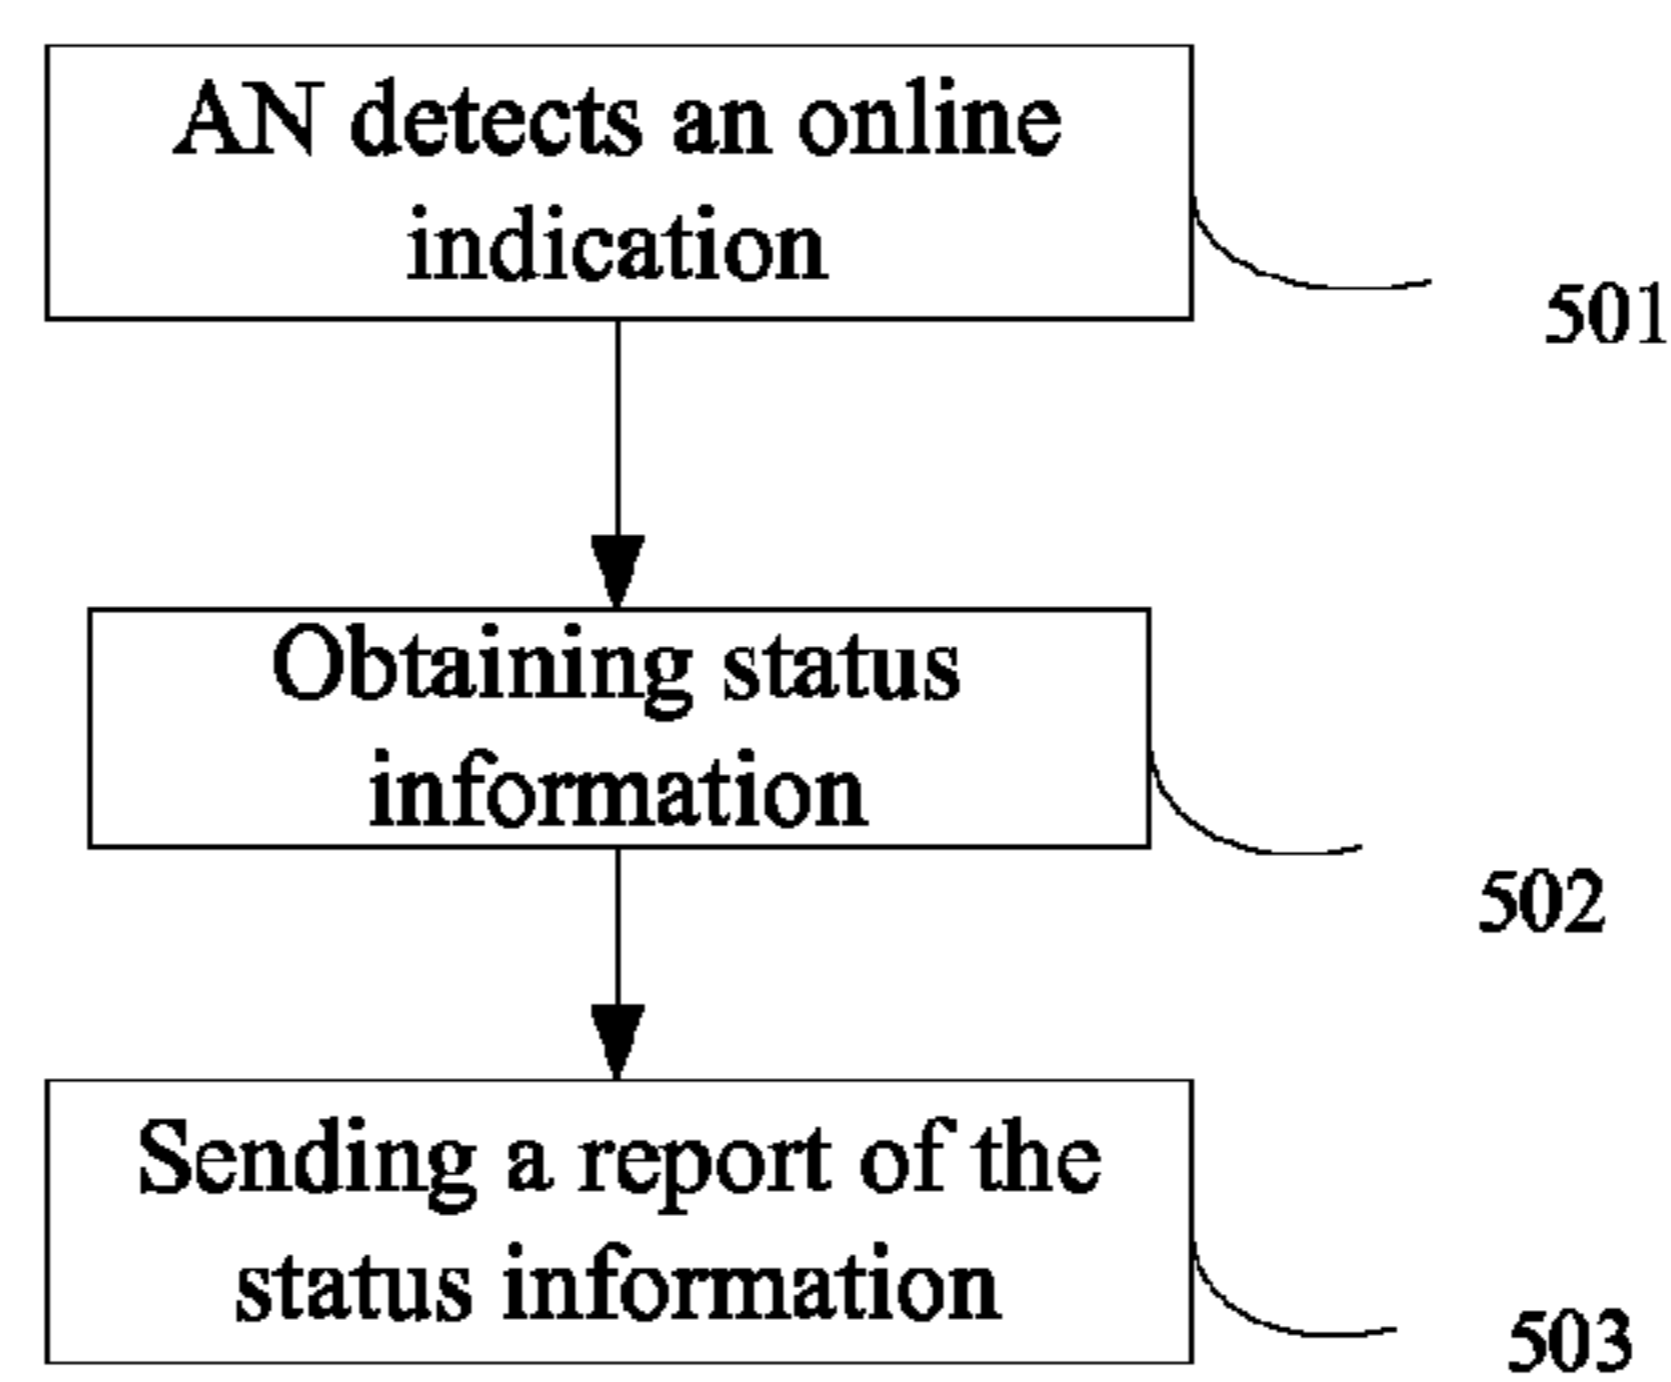 AN detects an online
indication
501
Obtaining status
information
502
Sending a report of the
status information
503